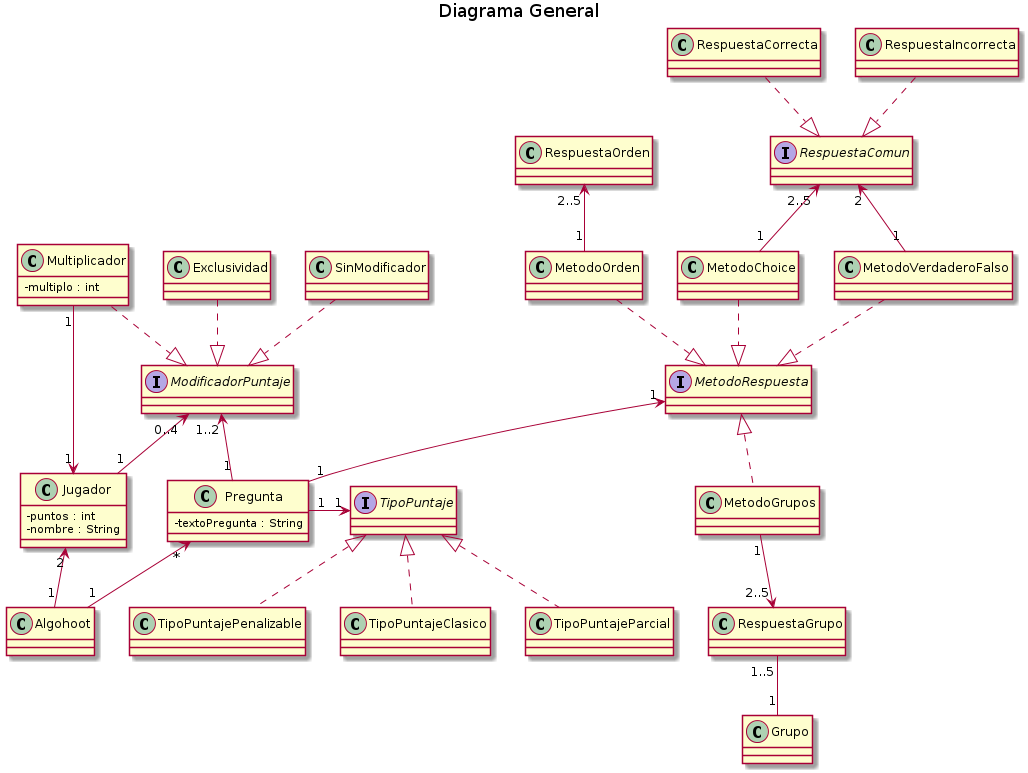 Diagrama General
C RespuestaCorrecta
C RespuestaIncorrecta
C RespuestaOrden
I RespuestaComun
2..5
2..5
2
1
1
1
C Multiplicador
-multiplo : int
C Exclusividad
C SinModificador
C MetodoOrden
C MetodoChoice
C MetodoVerdaderoFalso
1
I ModificadorPuntaje
I MetodoRespuesta
1
0..4
1..2
1
1
1
1
C Jugador
-puntos : int
-nombre : String
C Pregunta
-textoPregunta : String
1
1
I TipoPuntaje
C MetodoGrupos
2
*
1
1
1
2..5
C Algohoot
C TipoPuntajePenalizable
C TipoPuntajeClasico
C TipoPuntajeParcial
C RespuestaGrupo
1..5
1
C Grupo